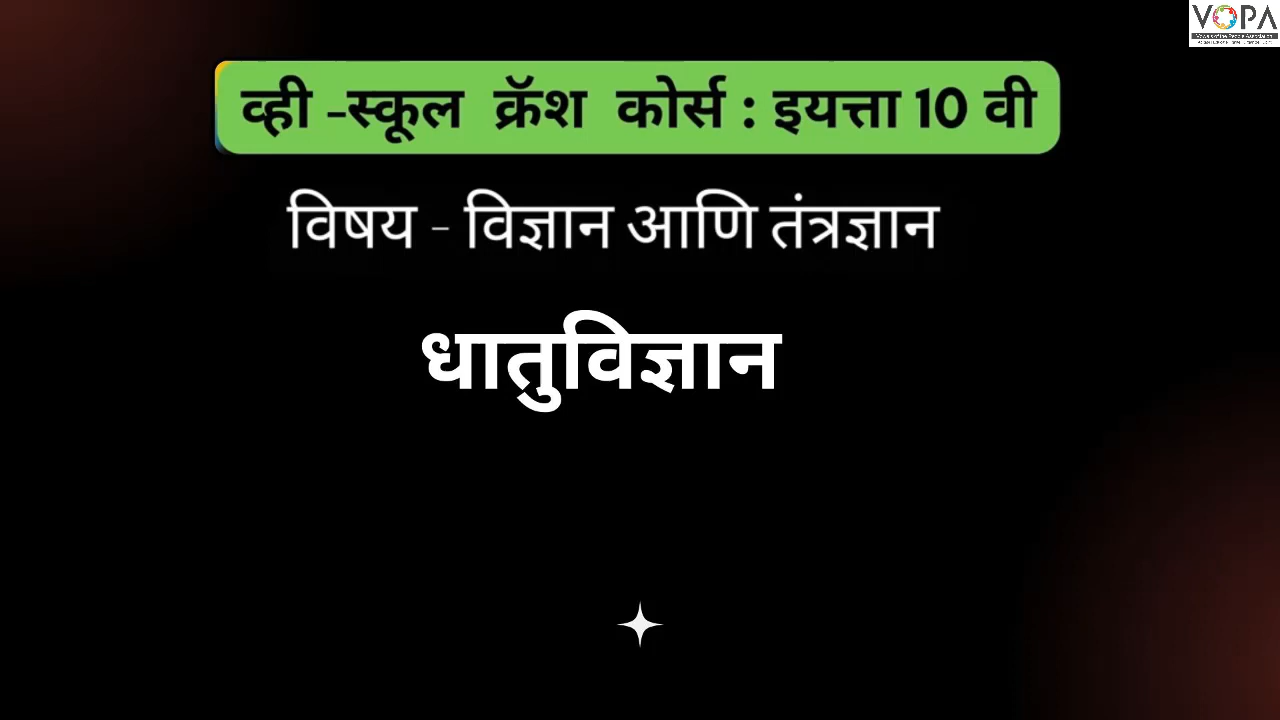 VOPA
व्ही -स्कूल क्रॅश कोर्स : इयत्ता 10 वी
विषय - विज्ञान आणि तंत्रज्ञान
धातुविज्ञान